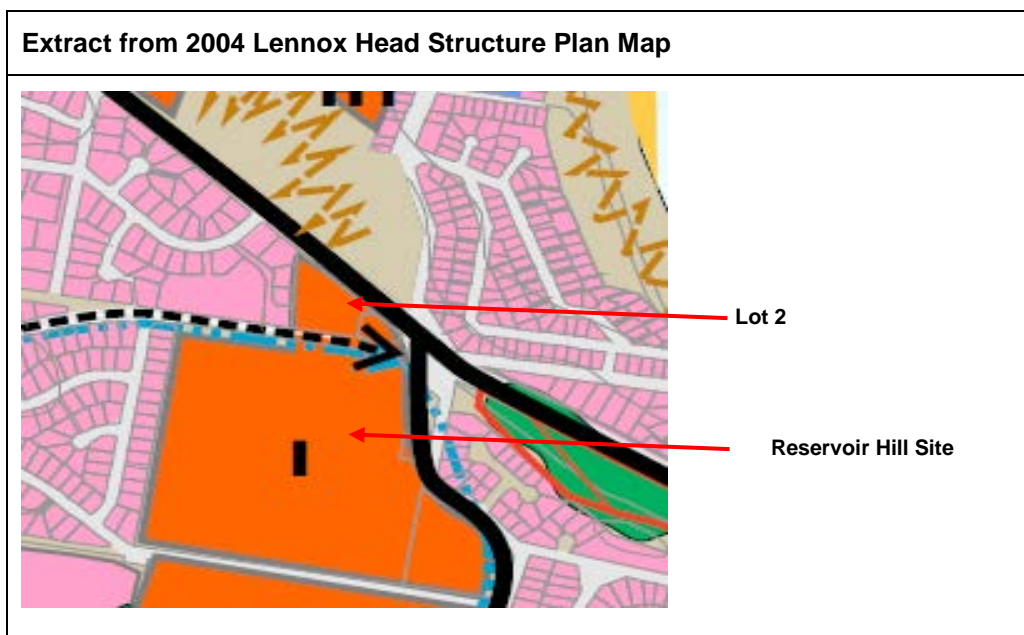 Extract from 2004 Lennox Head Structure Plan Map
Lot 2
I
Reservoir Hill Site